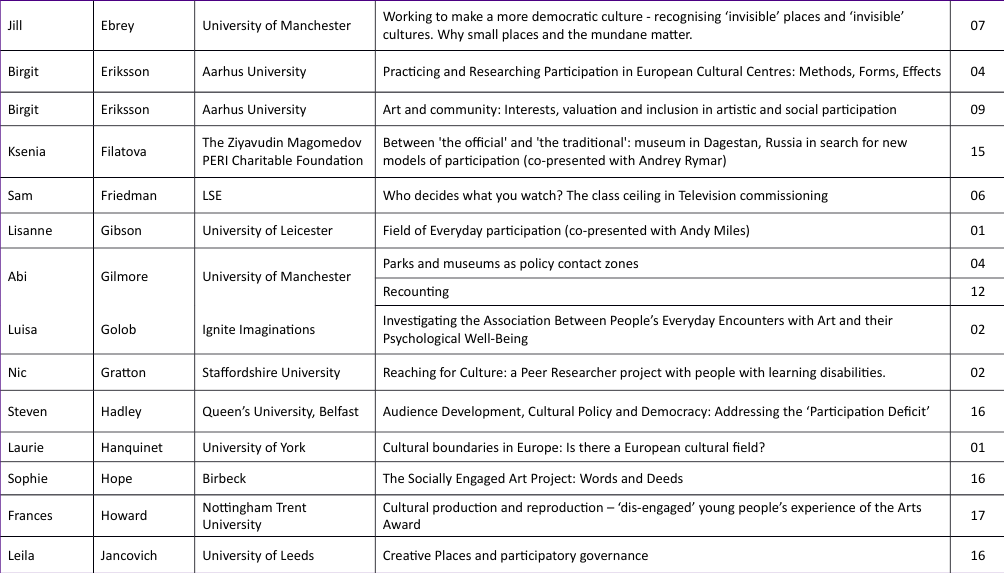 Jill Ebrey University of Manchester Working to make a more democratic culture - recognising ‘invisible’ places and ‘invisible’ cultures. Why small places and the mundane matter. 07
Birgit Eriksson Aarhus University Practicing and Researching Participation in European Cultural Centres: Methods, Forms, Effects 04
Birgit Eriksson Aarhus University Art and community: Interests, valuation and inclusion in artistic and social participation 09
Ksenia Filatova The Ziyavudin Magomedov PERI Charitable Foundation Between 'the official' and 'the traditional': museum in Dagestan, Russia in search for new models of participation (co-presented with Andrey Rymar) 15
Sam Friedman LSE Who decides what you watch? The class ceiling in Television commissioning 06
Lisanne Gibson University of Leicester Field of Everyday participation (co-presented with Andy Miles) 01
Abi Gilmore University of Manchester Parks and museums as policy contact zones 04
Recounting 12
Luisa Golob Ignite Imaginations Investigating the Association Between People’s Everyday Encounters with Art and their Psychological Well-Being 02
Nic Gratton Staffordshire University Reaching for Culture: a Peer Researcher project with people with learning disabilities. 02
Steven Hadley Queen’s University, Belfast Audience Development, Cultural Policy and Democracy: Addressing the ‘Participation Deficit’ 16
Laurie Hanquinet University of York Cultural boundaries in Europe: Is there a European cultural field? 01
Sophie Hope Birbeck The Socially Engaged Art Project: Words and Deeds 16
Frances Howard Nottingham Trent University Cultural production and reproduction – ‘dis-engaged’ young people’s experience of the Arts Award 17
Leila Jancovich University of Leeds Creative Places and participatory governance 16